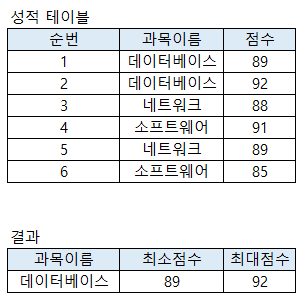 성적 테이블
순번 과목이름 점수
1 데이터베이스 89
2 데이터베이스 92
3 네트워크 88
4 소프트웨어 91
5 네트워크 89
6 소프트웨어 85
결과
과목이름 최소점수 최대점수
데이터베이스 89 92